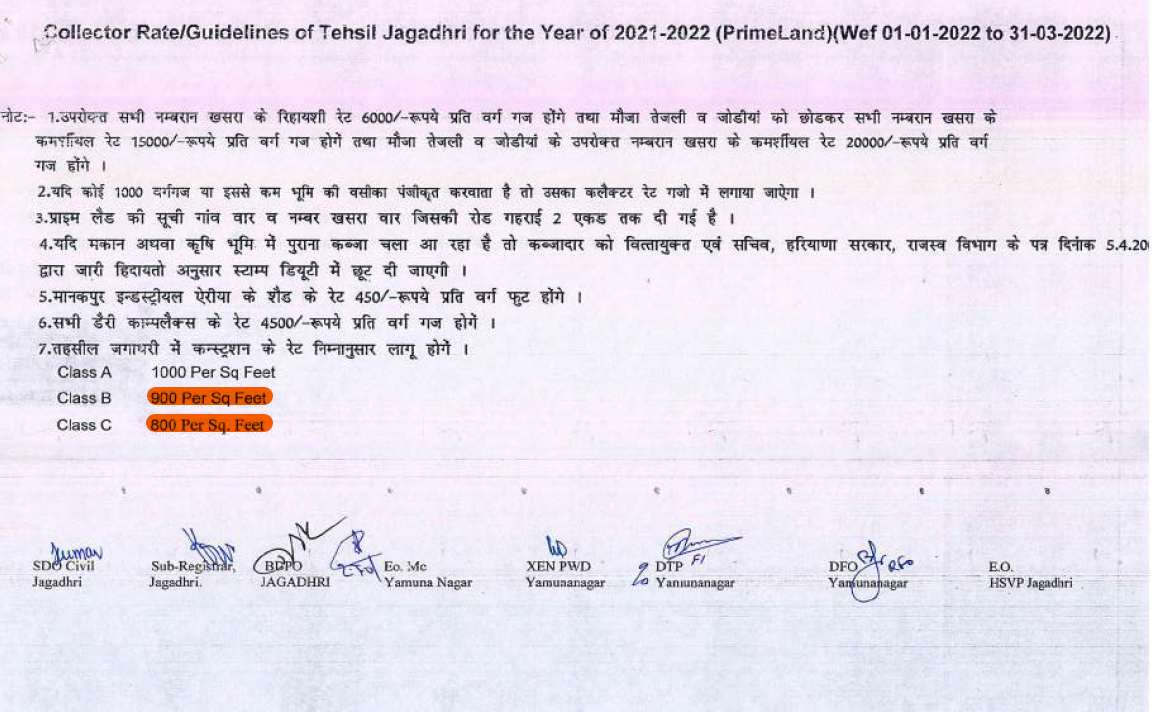 Collector Rate/Guidelines of Tehsil Jagadhri for the Year of 2021-2022 (PrimeLand)(Wef 01-01-2022 to 31-03-2022)
नोटः- 1.उपरोक्त सभी नम्बरान खसरा के रिहायशी रेट 6000/-रूपये प्रति वर्ग गज होंगे तथा मौजा तेजली व जोडीयां को छोडकर सभी नम्बरान खसरा के
कमर्शीयल रेट 15000/-रूपये प्रति वर्ग गज होगें तथा मौजा तेजली व जोडीयां के उपरोक्त नम्बरान खसरा के कमर्शीयल रेट 20000/-रूपये प्रति वर्ग
गज होंगे ।
2.यदि कोई 1000 वर्गगज या इससे कम भूमि की वसीका पंजीकृत करवाता है तो उसका कलैक्टर रेट गजो में लगाया जाऐगा ।
3.प्राइम लैड की सूची गांव वार व नम्बर खसरा वार जिसकी रोड गहराई 2 एकड तक दी गई है ।
4.यदि मकान अथवा कृषि भूमि में पुराना कब्जा चला आ रहा है तो कब्जादार को वित्तायुक्त एवं सचिव, हरियाणा सरकार, राजस्व विभाग के पत्र दिनांक 5.4.20
द्वारा जारी हिदायतो अनुसार स्टाम्प डियूटी में छूट दी जाएगी ।
5.मानकपुर इन्डस्ट्रीयल ऐरीया के शैड के रेट 450/-रूपये प्रति वर्ग फुट होंगे ।
6.सभी डैरी काम्पलैक्स के रेट 4500/-रूपये प्रति वर्ग गज होगें ।
7.तहसील जगाधरी में कन्स्ट्रशन के रेट निम्नानुसार लागू होगें ।
Class A 1000 Per Sq Feet
Class B 900 Per Sq Feet
Class C 800 Per Sq. Feet
SDO Civil Sub-Registrar, BDPO Eo. Mc XEN PWD DTP DFO E.O.
Jagadhri Jagadhri. JAGADHRI Yamuna Nagar Yamunanagar Yamunanagar Yamunanagar HSVP Jagadhri